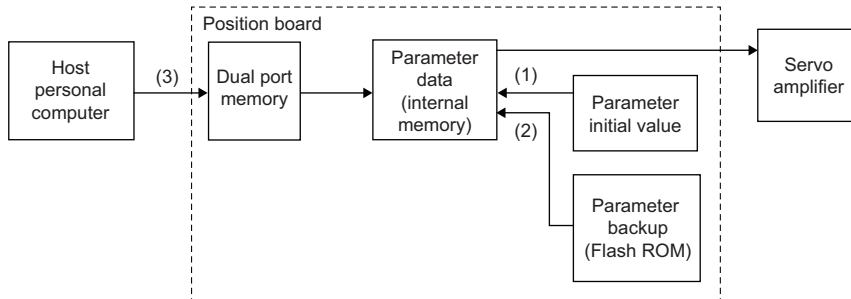 Position board
Host
personal
computer
(3)
Dual port
memory
Parameter
data
(internal
memory)
(1)
(2)
Parameter
initial value
Parameter
backup
(Flash ROM)
Servo
amplifier